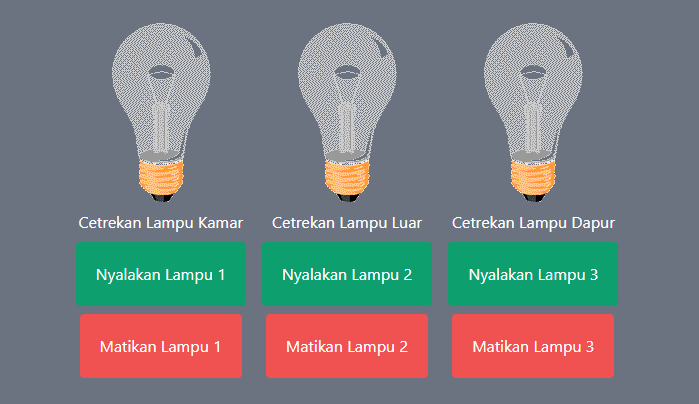 Cetrekan Lampu Kamar
Cetrekan Lampu Luar
Cetrekan Lampu Dapur
Nyalakan Lampu 1
Nyalakan Lampu 2
Nyalakan Lampu 3
Matikan Lampu 1
Matikan Lampu 2
Matikan Lampu 3